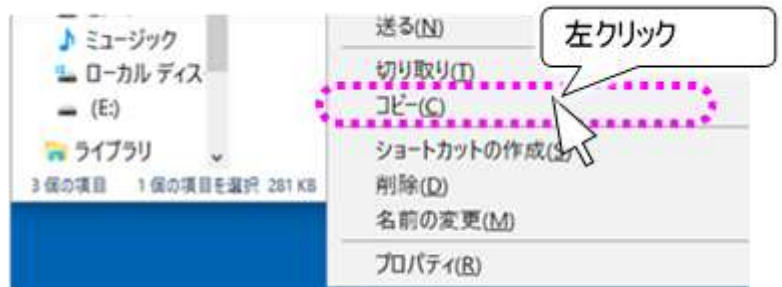 ミュージック
ローカル ディス
(E:)
ライブラリ
3 個の項目 1 個の項目を選択 281 KB
送る(N)
左クリック
切り取り(T)
コピー(C)
ショートカットの作成(S)
削除(D)
名前の変更(M)
プロパティ(R)